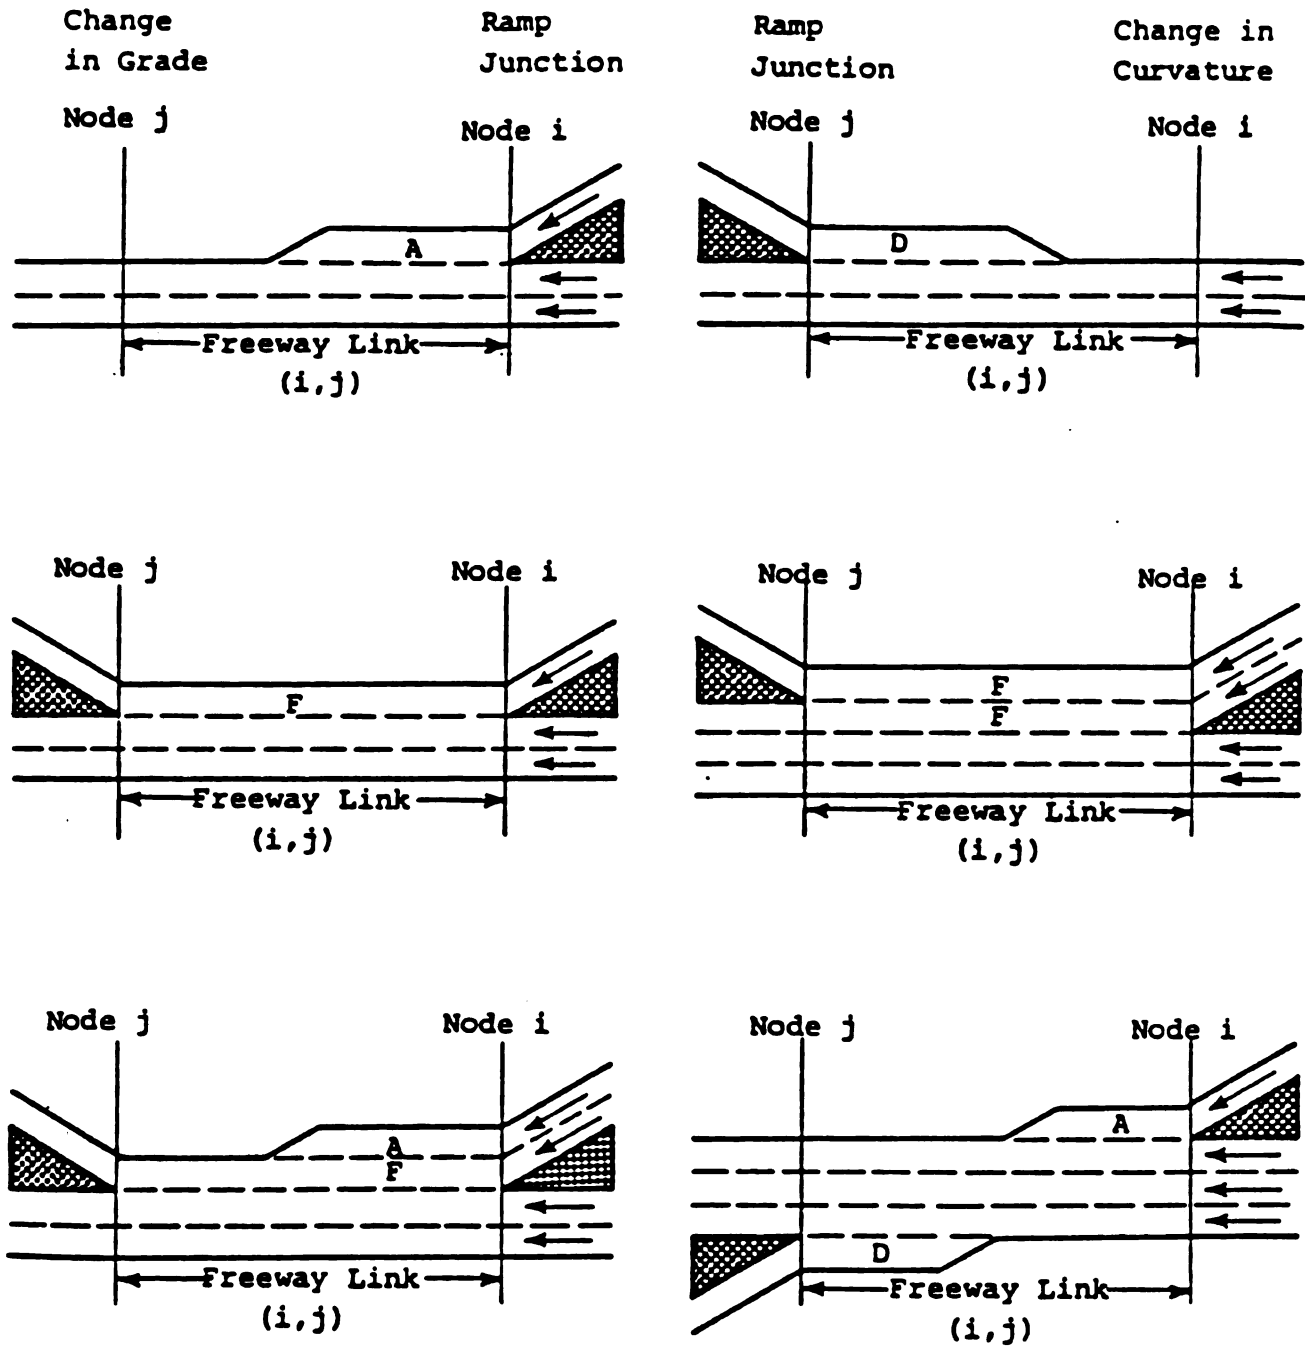 Change
in Grade
Node j
Ramp
Junction
Node i
A
Freeway Link
(i,j)
Ramp
Junction
Node j
Change in
Curvature
Node i
D
Freeway Link
(i,j)
Node j
Node i
F
Freeway Link
(i,j)
Node j
Node i
F
F
Freeway Link
(i,j)
Node j
Node i
A
F
Freeway Link
(i,j)
Node j
Node i
A
D
Freeway Link
(i,j)